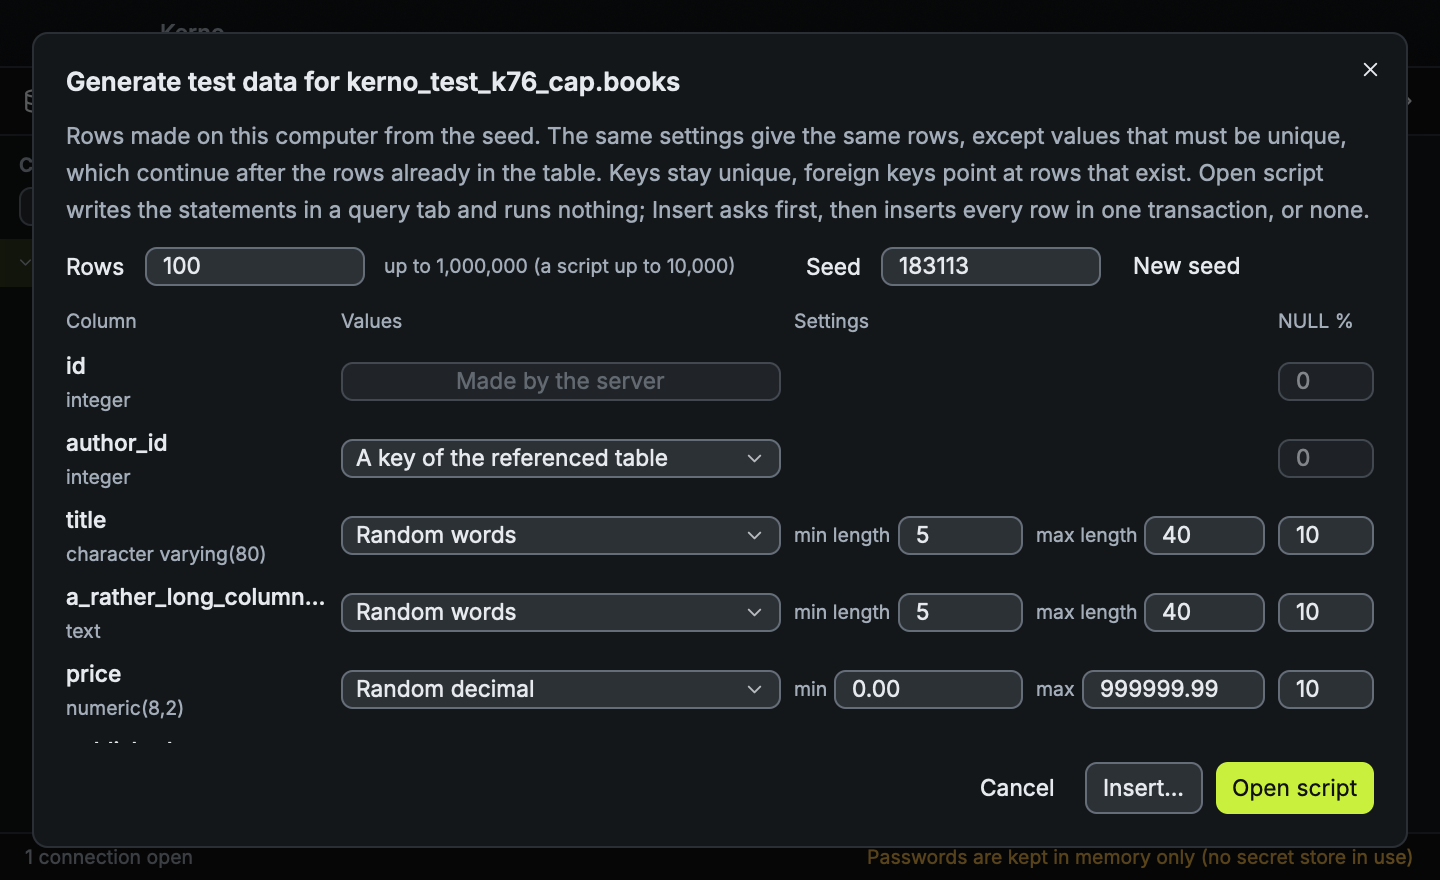 Generate test data for kerno_test_k76_cap.books
Rows made on this computer from the seed. The same settings give the same rows, except values that must be unique,
which continue after the rows already in the table. Keys stay unique, foreign keys point at rows that exist. Open script
writes the statements in a query tab and runs nothing; Insert asks first, then inserts every row in one transaction, or none.
Rows 100 up to 1,000,000 (a script up to 10,000) Seed 183113 New seed
Column Values Settings NULL %
id
Made by the server 0
integer
author_id
A key of the referenced table 0
integer
title
Random words min length 5 max length 40 10
character varying(80)
a_rather_long_column...
Random words min length 5 max length 40 10
text
price
Random decimal min 0.00 max 999999.99 10
numeric(8,2)
Cancel Insert... Open script
1 connection open Passwords are kept in memory only (no secret store in use)